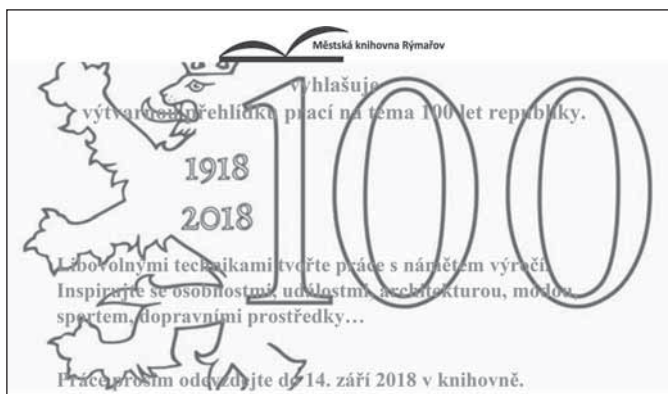 Městská knihovna Rýmařov
vyhlašuje
výtvarnou přehlídku prací na téma 100 let republiky.
100
1918
2018
Libovolnými technikami tvořte práce s námětem výročí.
Inspirujte se osobnostmi, událostmi, architekturou, módou,
sportem, dopravními prostředky…
Práce prosím odevzdejte do 14. září 2018 v knihovně.